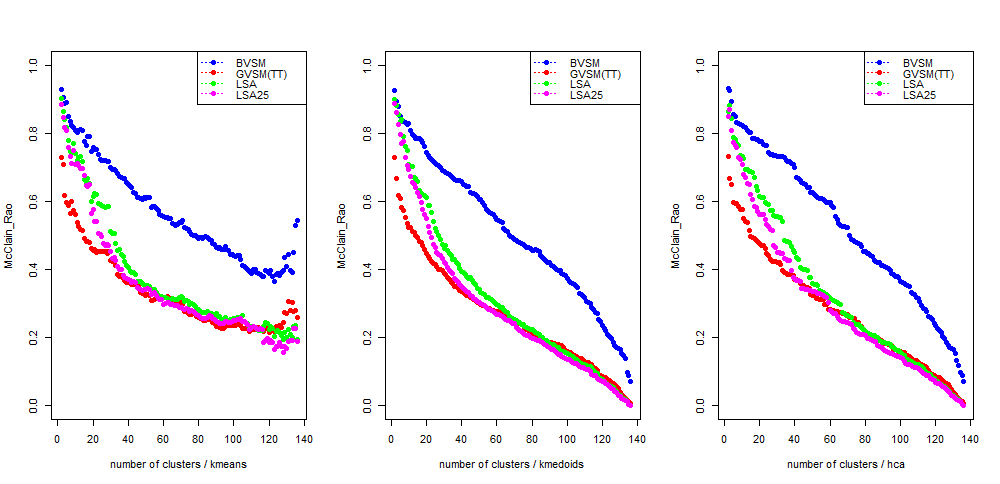 McClain_Rao
1.0
0.8
0.6
0.4
0.2
0.0
BVSM
GVSM(TT)
LSA
LSA25
0 20 40 60 80 100 120 140
number of clusters / kmeans
McClain_Rao
1.0
0.8
0.6
0.4
0.2
0.0
BVSM
GVSM(TT)
LSA
LSA25
0 20 40 60 80 100 120 140
number of clusters / kmedoids
McClain_Rao
1.0
0.8
0.6
0.4
0.2
0.0
BVSM
GVSM(TT)
LSA
LSA25
0 20 40 60 80 100 120 140
number of clusters / hca